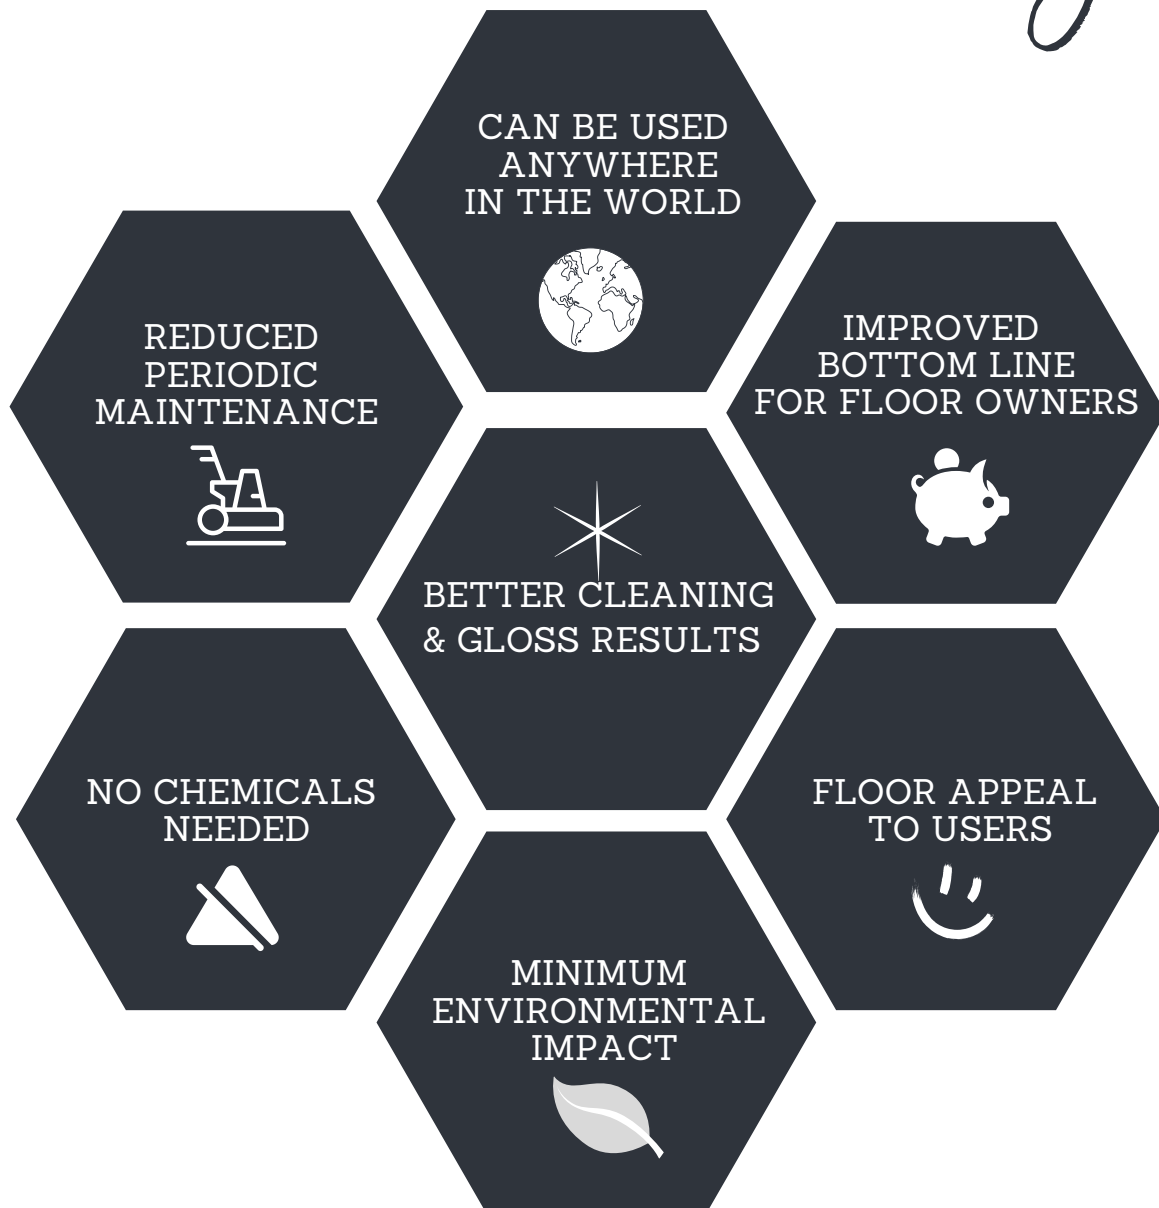 CAN BE USED
ANYWHERE
IN THE WORLD
REDUCED
PERIODIC
MAINTENANCE
IMPROVED
BOTTOM LINE
FOR FLOOR OWNERS
BETTER CLEANING
& GLOSS RESULTS
NO CHEMICALS
NEEDED
FLOOR APPEAL
TO USERS
MINIMUM
ENVIRONMENTAL
IMPACT